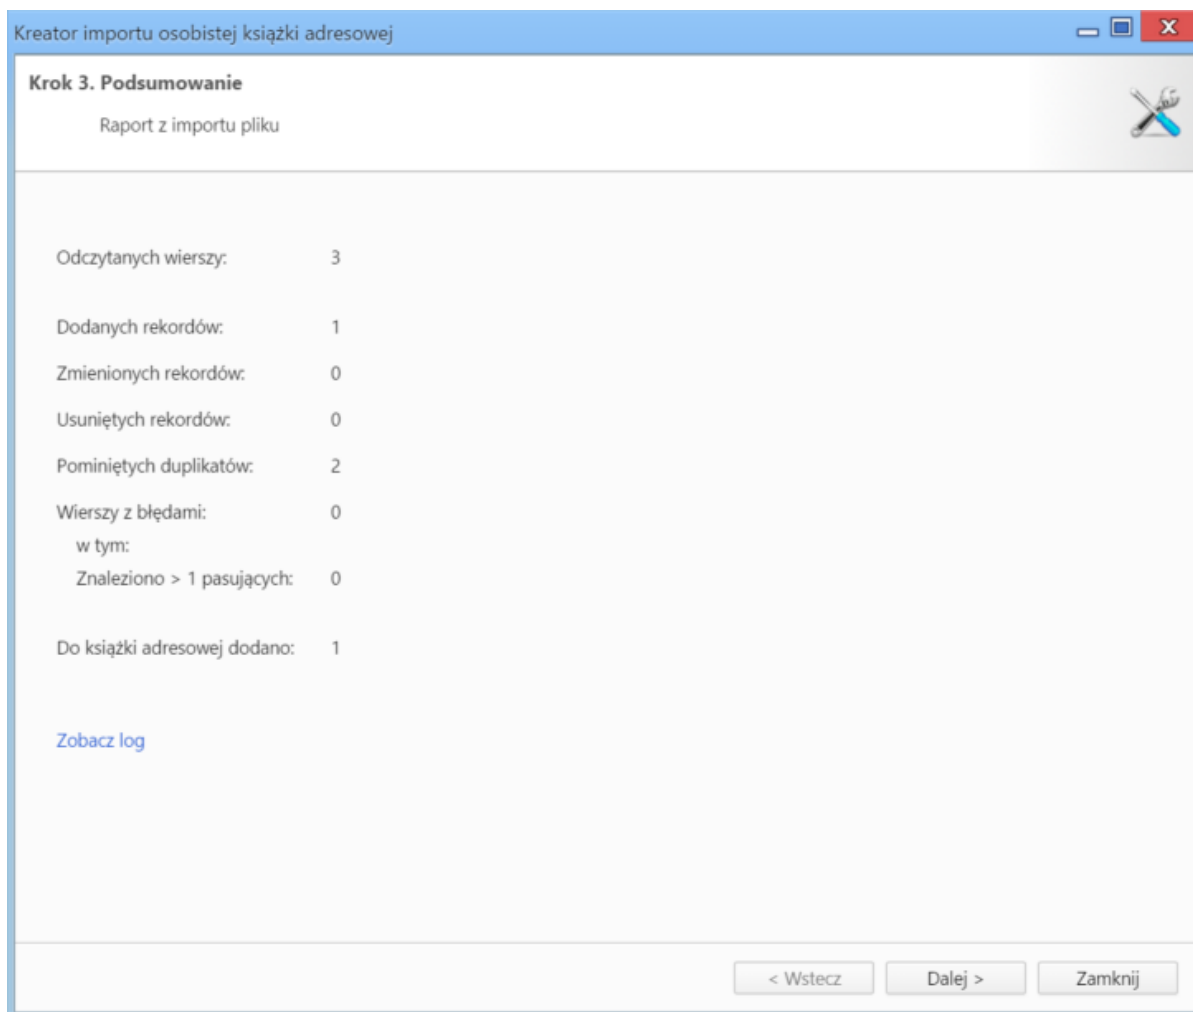 Kreator importu osobistej książki adresowej
Krok 3. Podsumowanie
Raport z importu pliku
Odczytanych wierszy: 3
Dodanych rekordów: 1
Zmienionych rekordów: 0
Usuniętych rekordów: 0
Pominiętych duplikatów: 2
Wierszy z błędami: 0
w tym:
Znaleziono > 1 pasujących: 0
Do książki adresowej dodano: 1
Zobacz log
< Wstecz Dalej > Zamknij